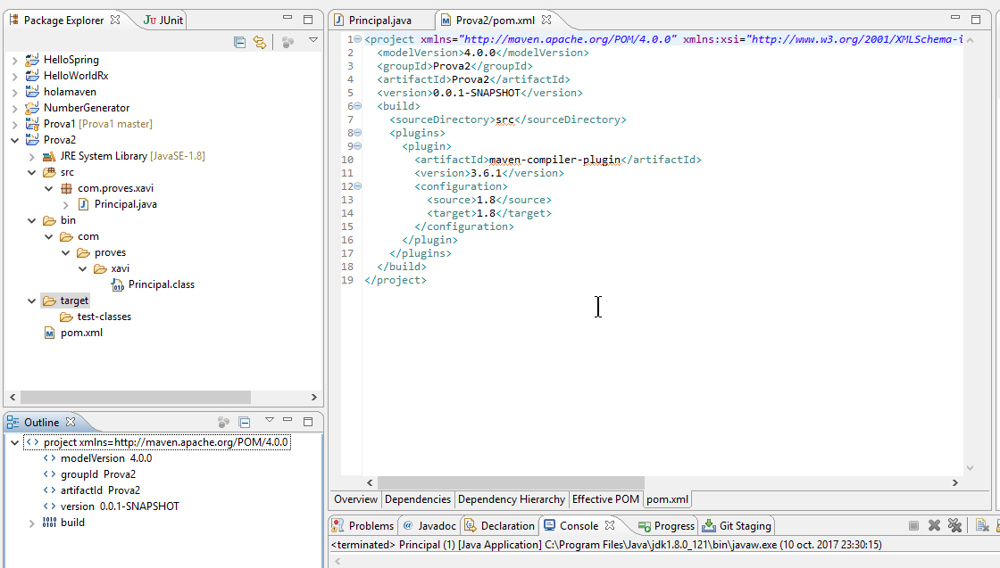 Package Explorer
JUnit
HelloSpring
HelloWorldRx
holamaven
NumberGenerator
Prova1 [Prova1 master]
Prova2
JRE System Library [JavaSE-1.8]
src
com.proves.xavi
Principal.java
bin
com
proves
xavi
Principal.class
target
test-classes
pom.xml
Outline
project xmlns=http://maven.apache.org/POM/4.0.0
modelVersion 4.0.0
groupId Prova2
artifactId Prova2
version 0.0.1-SNAPSHOT
build
Principal.java
Prova2/pom.xml
1 <project xmlns="http://maven.apache.org/POM/4.0.0" xmlns:xsi="http://www.w3.org/2001/XMLSchema-i
2 <modelVersion>4.0.0</modelVersion>
3 <groupId>Prova2</groupId>
4 <artifactId>Prova2</artifactId>
5 <version>0.0.1-SNAPSHOT</version>
6 <build>
7 <sourceDirectory>src</sourceDirectory>
8 <plugins>
9 <plugin>
10 <artifactId>maven-compiler-plugin</artifactId>
11 <version>3.6.1</version>
12 <configuration>
13 <source>1.8</source>
14 <target>1.8</target>
15 </configuration>
16 </plugin>
17 </plugins>
18 </build>
19 </project>
Overview Dependencies Dependency Hierarchy Effective POM pom.xml
Problems @ Javadoc Declaration Console Progress Git Staging
<terminated> Principal (1) [Java Application] C:\Program Files\Java\jdk1.8.0_121\bin\javaw.exe (10 oct. 2017 23:30:15)